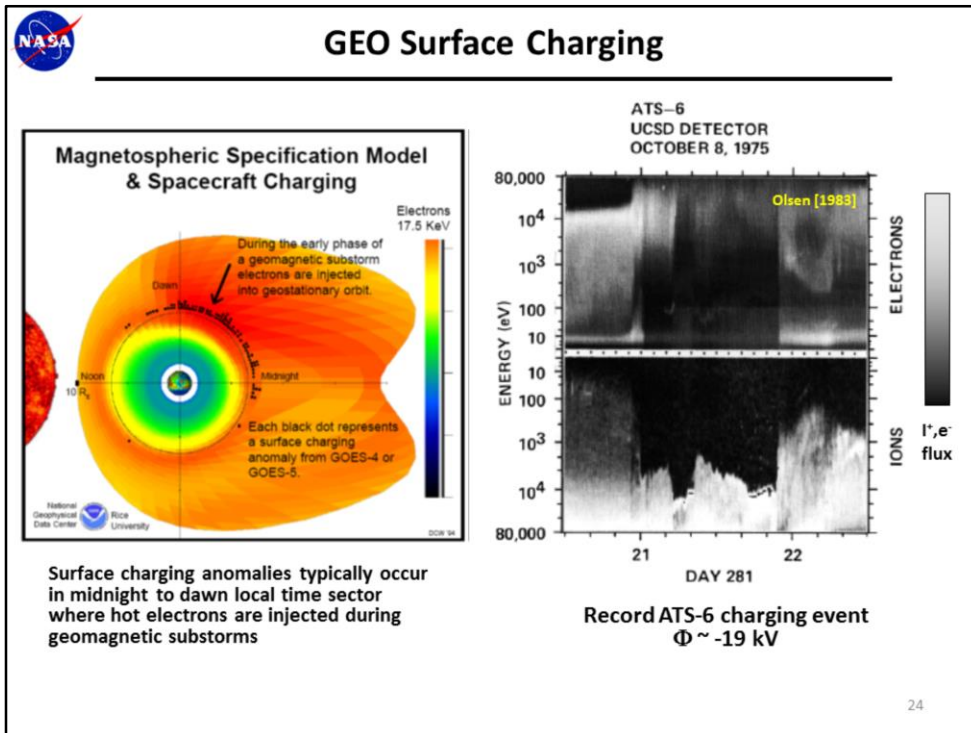 NASA
GEO Surface Charging
Magnetospheric Specification Model
& Spacecraft Charging
Electrons
17.5 KeV
During the early phase of
a geomagnetic substorm
electrons are injected
into geostationary orbit.
Dawn
Noon
Midnight
10 Rₑ
Each black dot represents
a surface charging
anomaly from GOES-4 or
GOES-5.
National
Geophysical
Data Center
Rice
University
DCW 94
Surface charging anomalies typically occur
in midnight to dawn local time sector
where hot electrons are injected during
geomagnetic substorms
ATS-6
UCSD DETECTOR
OCTOBER 8, 1975
Olsen [1983]
80,000
10⁴
10³
100
10
10
100
10³
10⁴
80,000
ENERGY (eV)
ELECTRONS
IONS
21
22
DAY 281
I⁺,e⁻
flux
Record ATS-6 charging event
Φ ~ -19 kV
24